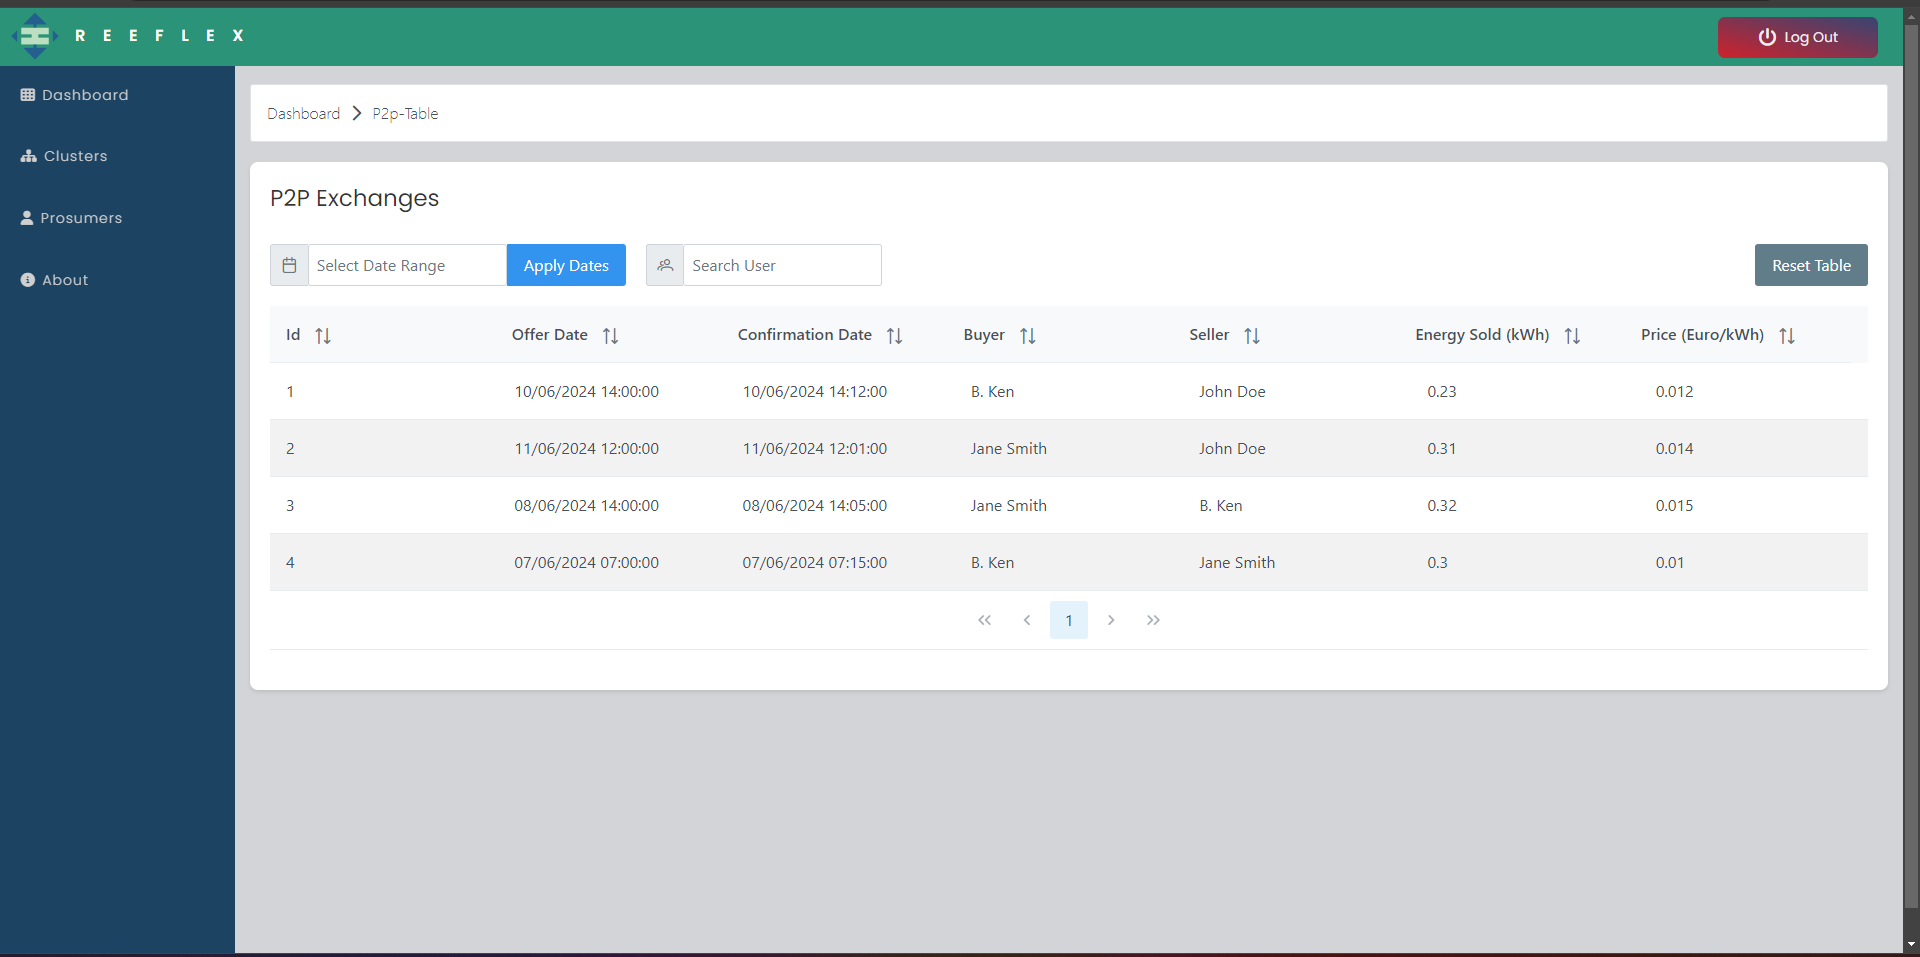 REEFLEX
Log Out
Dashboard
Clusters
Prosumers
About
Dashboard > P2p-Table
P2P Exchanges
Select Date Range Apply Dates Search User Reset Table
Id Offer Date Confirmation Date Buyer Seller Energy Sold (kWh) Price (Euro/kWh)
1 10/06/2024 14:00:00 10/06/2024 14:12:00 B. Ken John Doe 0.23 0.012
2 11/06/2024 12:00:00 11/06/2024 12:01:00 Jane Smith John Doe 0.31 0.014
3 08/06/2024 14:00:00 08/06/2024 14:05:00 Jane Smith B. Ken 0.32 0.015
4 07/06/2024 07:00:00 07/06/2024 07:15:00 B. Ken Jane Smith 0.3 0.01
1